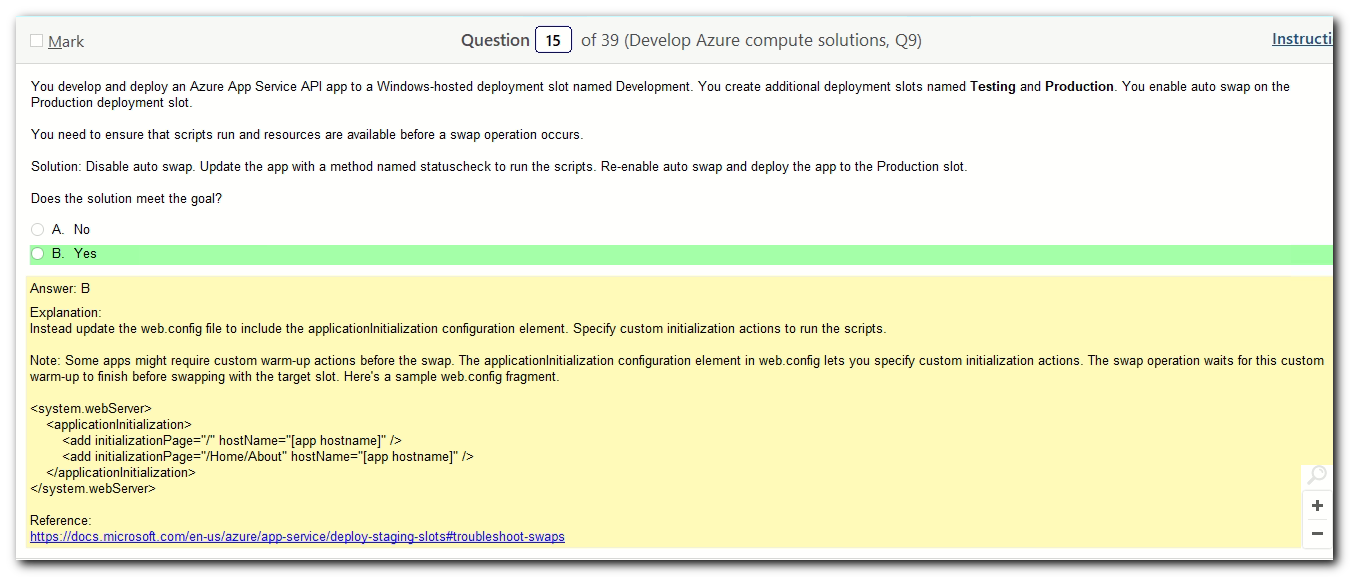 Mark
Question 15 of 39 (Develop Azure compute solutions, Q9)
Instructi
You develop and deploy an Azure App Service API app to a Windows-hosted deployment slot named Development. You create additional deployment slots named Testing and Production. You enable auto swap on the
Production deployment slot.
You need to ensure that scripts run and resources are available before a swap operation occurs.
Solution: Disable auto swap. Update the app with a method named statuscheck to run the scripts. Re-enable auto swap and deploy the app to the Production slot.
Does the solution meet the goal?
A. No
B. Yes
Answer: B
Explanation:
Instead update the web.config file to include the applicationInitialization configuration element. Specify custom initialization actions to run the scripts.
Note: Some apps might require custom warm-up actions before the swap. The applicationInitialization configuration element in web.config lets you specify custom initialization actions. The swap operation waits for this custom
warm-up to finish before swapping with the target slot. Here's a sample web.config fragment.
<system.webServer>
<applicationInitialization>
<add initializationPage="/" hostName="[app hostname]" />
<add initializationPage="/Home/About" hostName="[app hostname]" />
</applicationInitialization>
</system.webServer>
Reference:
https://docs.microsoft.com/en-us/azure/app-service/deploy-staging-slots#troubleshoot-swaps